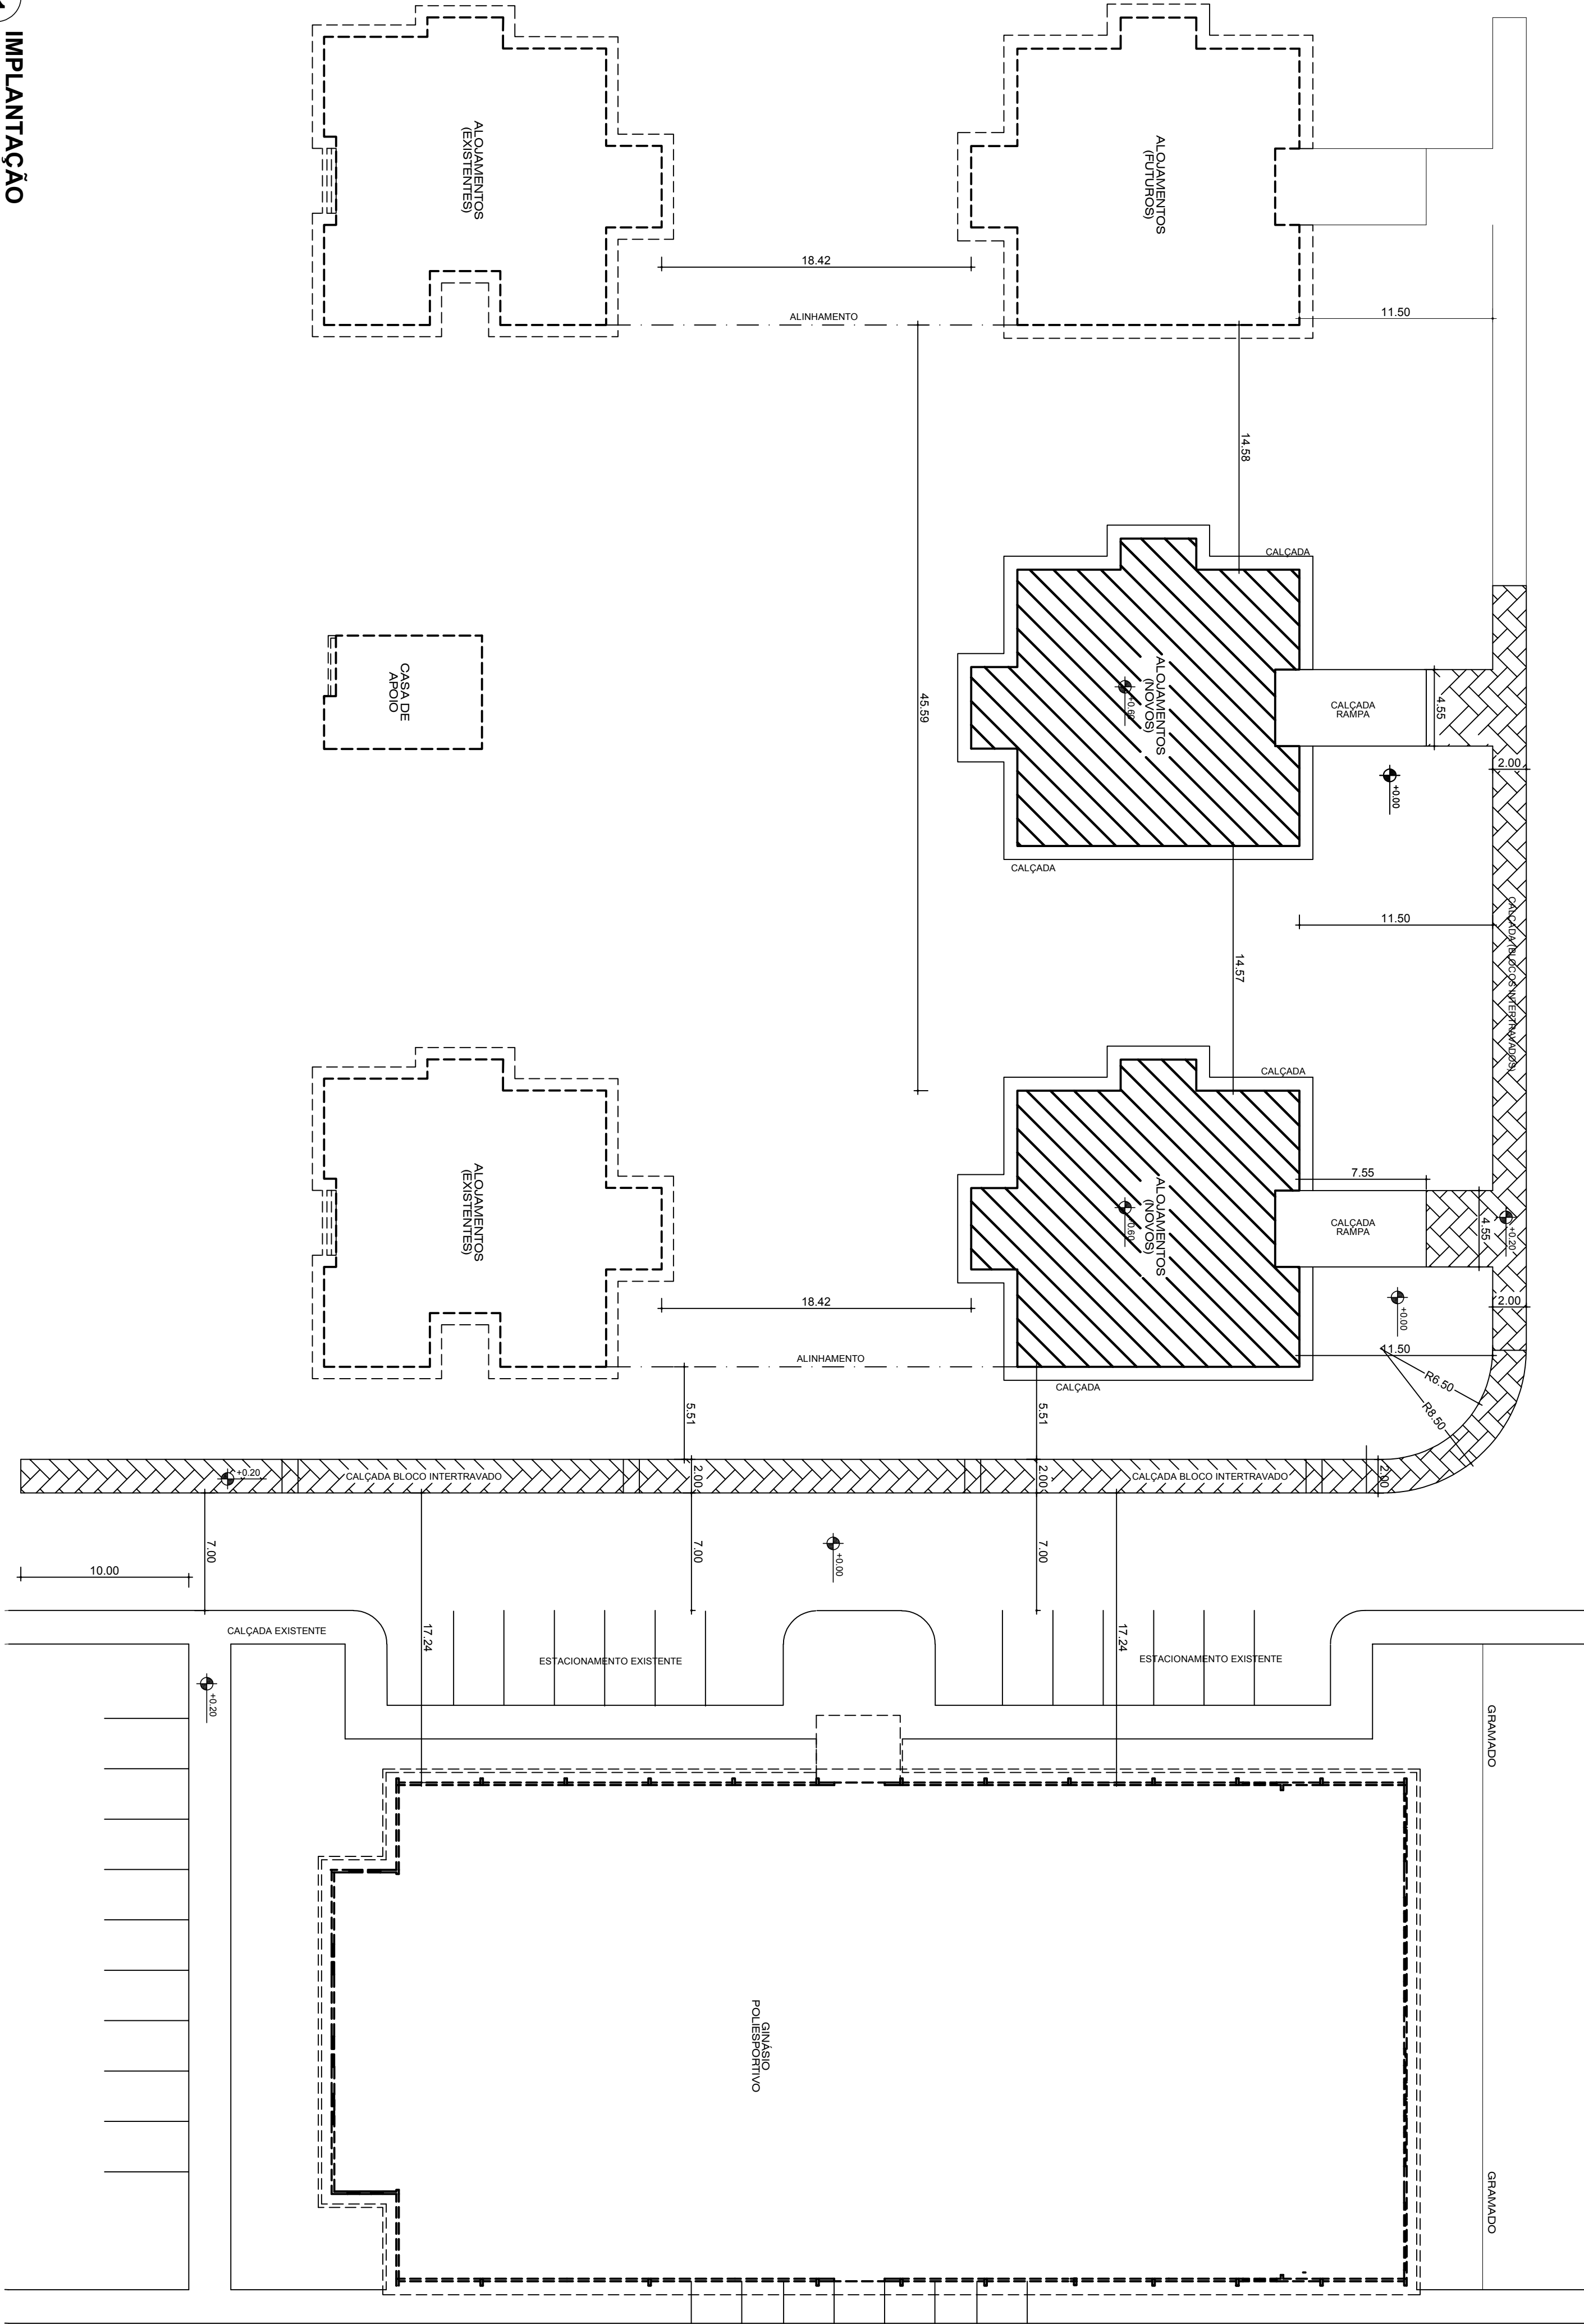 IMPLANTAÇÃO
ALOJAMENTOS
(EXISTENTES)
ALOJAMENTOS
(FUTUROS)
18.42
ALINHAMENTO
11.50
14.58
CALÇADA
ALOJAMENTOS
(NOVOS)
+0.60
CASA DE
APOIO
45.59
CALÇADA
RAMPA
4.55
2.00
+0.00
CALÇADA
11.50
CALÇADA (BLOCOS INTERTRAVADOS)
14.57
CALÇADA
ALOJAMENTOS
(EXISTENTES)
ALOJAMENTOS
(NOVOS)
+0.60
7.55
CALÇADA
RAMPA
4.55
+0.20
2.00
+0.00
18.42
11.50
ALINHAMENTO
CALÇADA
R6.50
R8.50
5.51
5.51
+0.20
CALÇADA BLOCO INTERTRAVADO
2.00
2.00
CALÇADA BLOCO INTERTRAVADO
2.00
7.00
7.00
+0.00
7.00
10.00
CALÇADA EXISTENTE
17.24
ESTACIONAMENTO EXISTENTE
17.24
ESTACIONAMENTO EXISTENTE
+0.20
GRAMADO
GINÁSIO
POLIESPORTIVO
GRAMADO